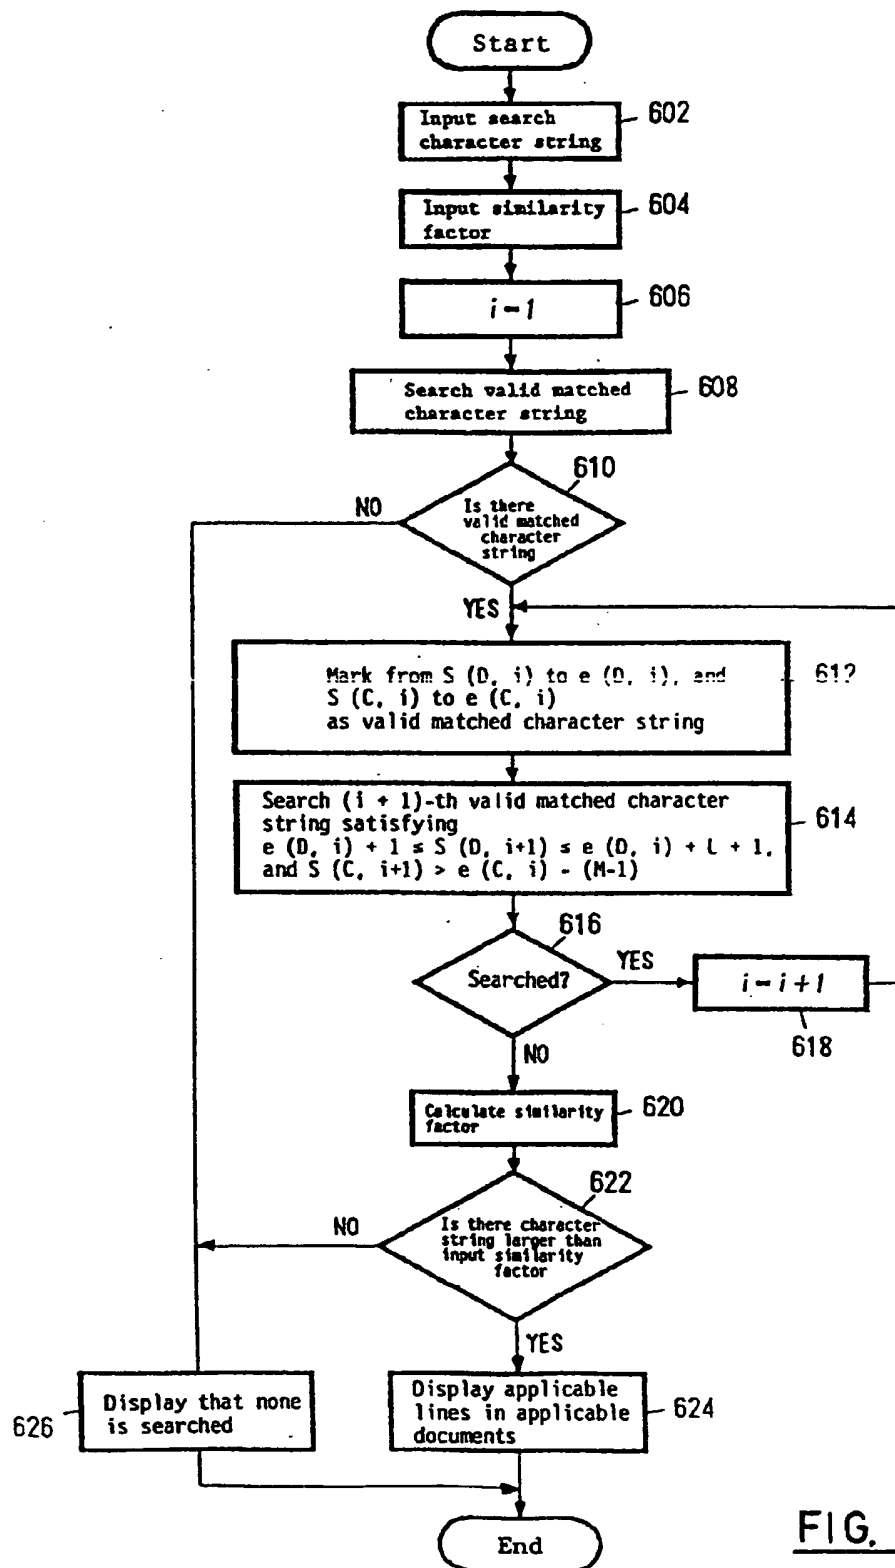 Start
Input search
character string
602
Input similarity
factor
604
i=1
606
Search valid matched
character string
608
610
Is there
valid matched
character
string
NO
YES
Mark from S (D, i) to e (D, i), and
S (C, i) to e (C, i)
as valid matched character string
612
Search (i + 1)-th valid matched character
string satisfying
e (D, i) + 1 ≤ S (D, i+1) ≤ e (D, i) + L + 1,
and S (C, i+1) > e (C, i) - (M-1)
614
616
Searched?
YES
i=i+1
618
NO
Calculate similarity
factor
620
622
Is there character
string larger than
input similarity
factor
NO
YES
Display that none
is searched
626
Display applicable
lines in applicable
documents
624
End
FIG.